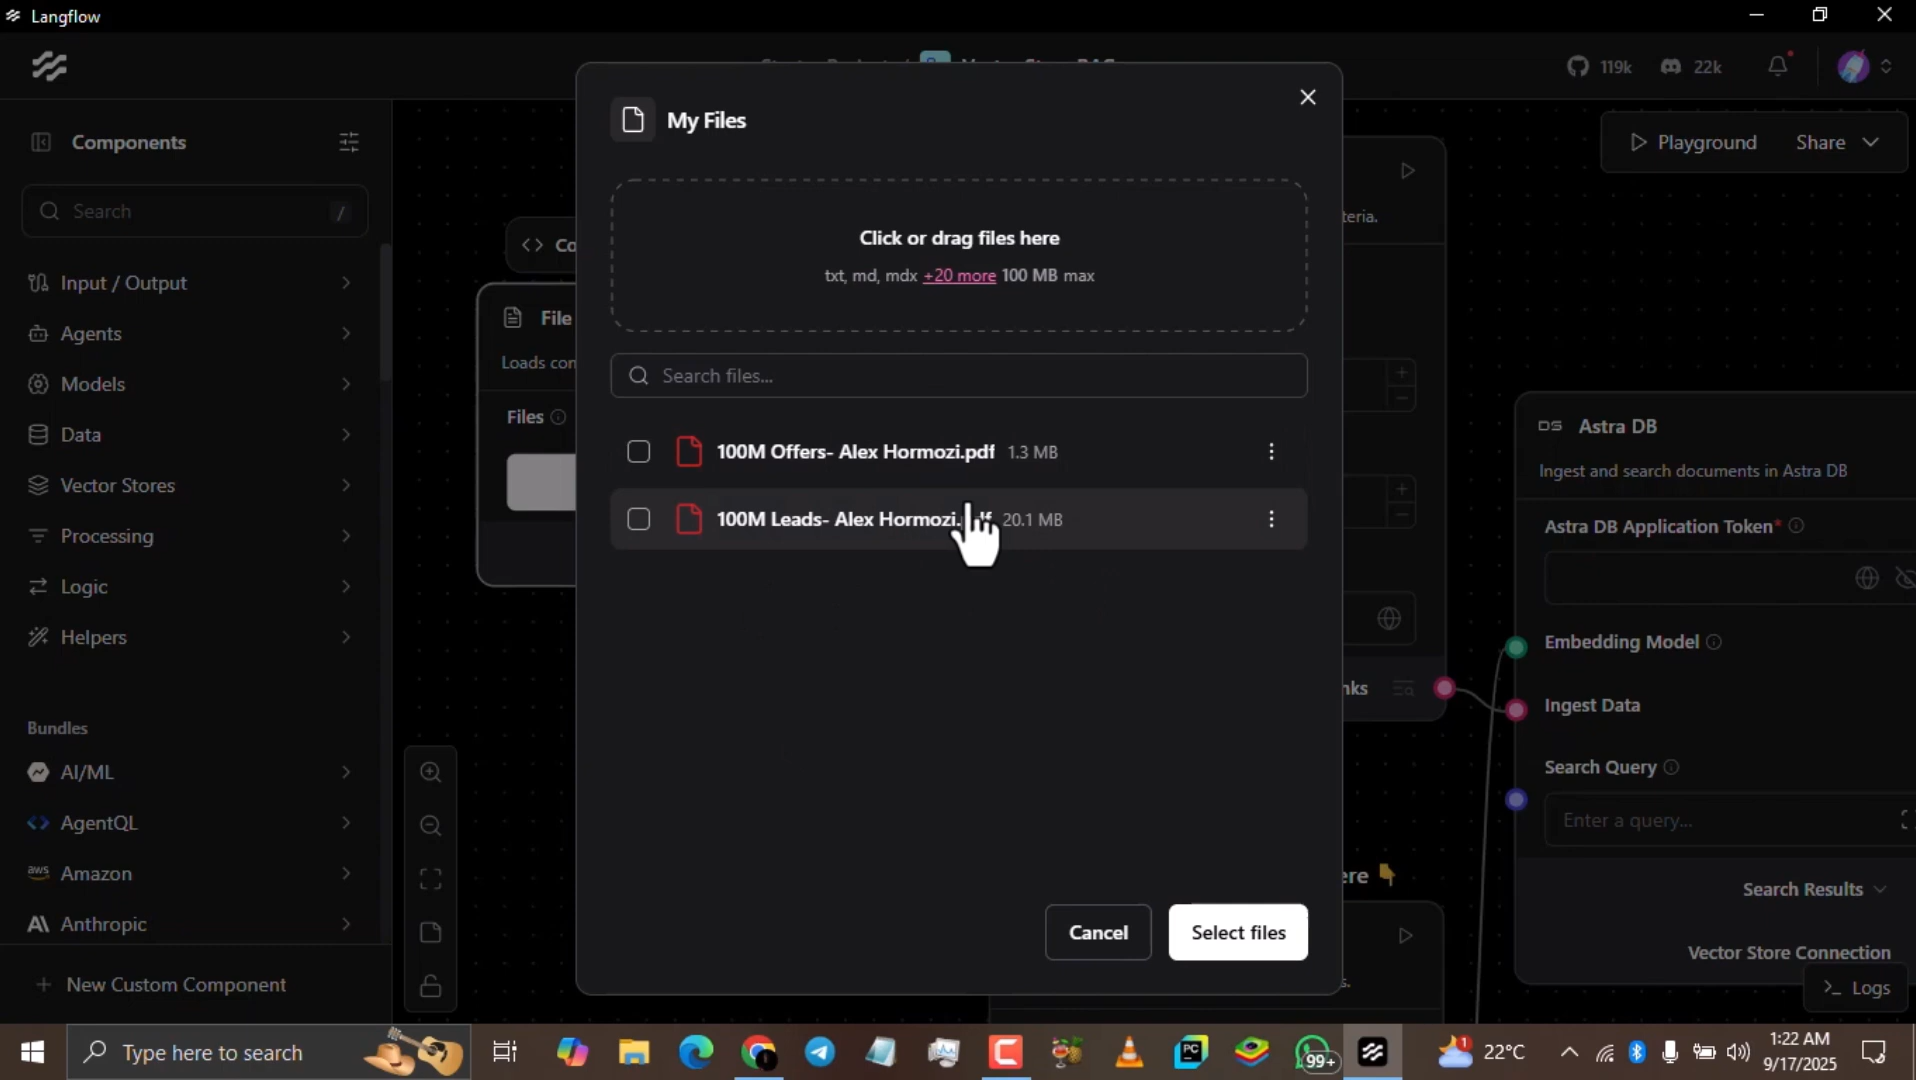 Langflow
119k
22k
Components
Search
/
Input / Output
Agents
Models
Data
Vector Stores
Processing
Logic
Helpers
Bundles
AI/ML
AgentQL
aws Amazon
Anthropic
+ New Custom Component
File
Loads con
Files
My Files
Click or drag files here
txt, md, mdx +20 more 100 MB max
Search files...
100M Offers- Alex Hormozi.pdf 1.3 MB
100M Leads- Alex Hormozi. 20.1 MB
Cancel
Select files
Playground
Share
teria.
nks
ere
s.
Astra DB
Ingest and search documents in Astra DB
Astra DB Application Token*
Embedding Model
Ingest Data
Search Query
Enter a query...
Search Results
Vector Store Connection
>_ Logs
Type here to search
PC
99+
1
22°C
1:22 AM
9/17/2025